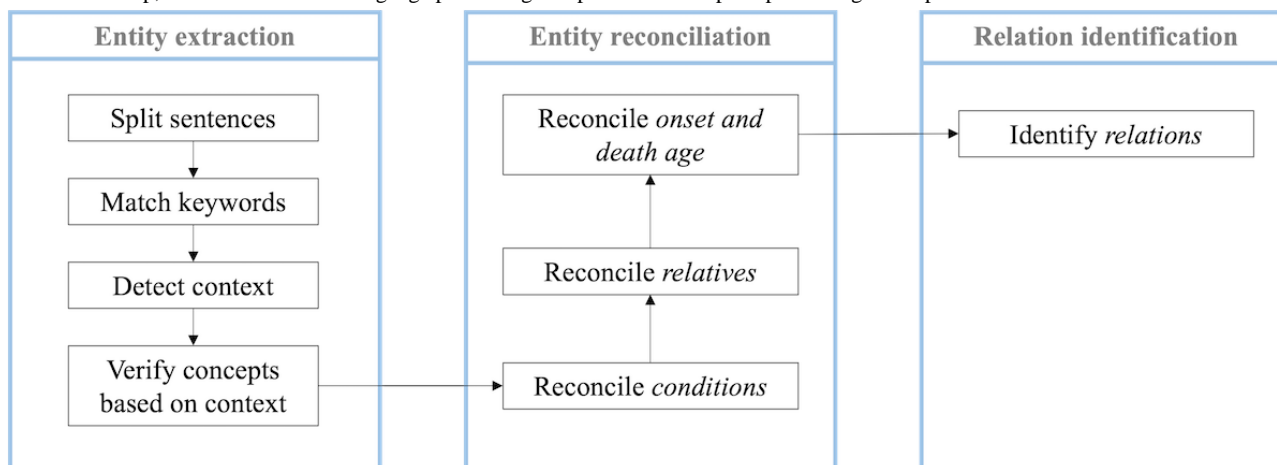 Entity extraction
Split sentences
Match keywords
Detect context
Verify concepts
based on context
Entity reconciliation
Reconcile onset and
death age
Reconcile relatives
Reconcile conditions
Relation identification
Identify relations